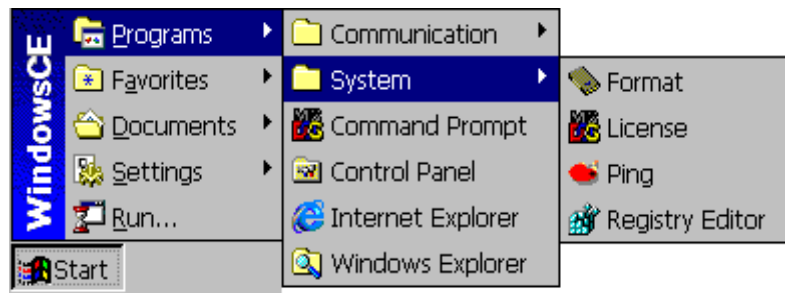 WindowsCE
Programs
Favorites
Documents
Settings
Run...
Start
Communication
System
Command Prompt
Control Panel
Internet Explorer
Windows Explorer
Format
License
Ping
Registry Editor